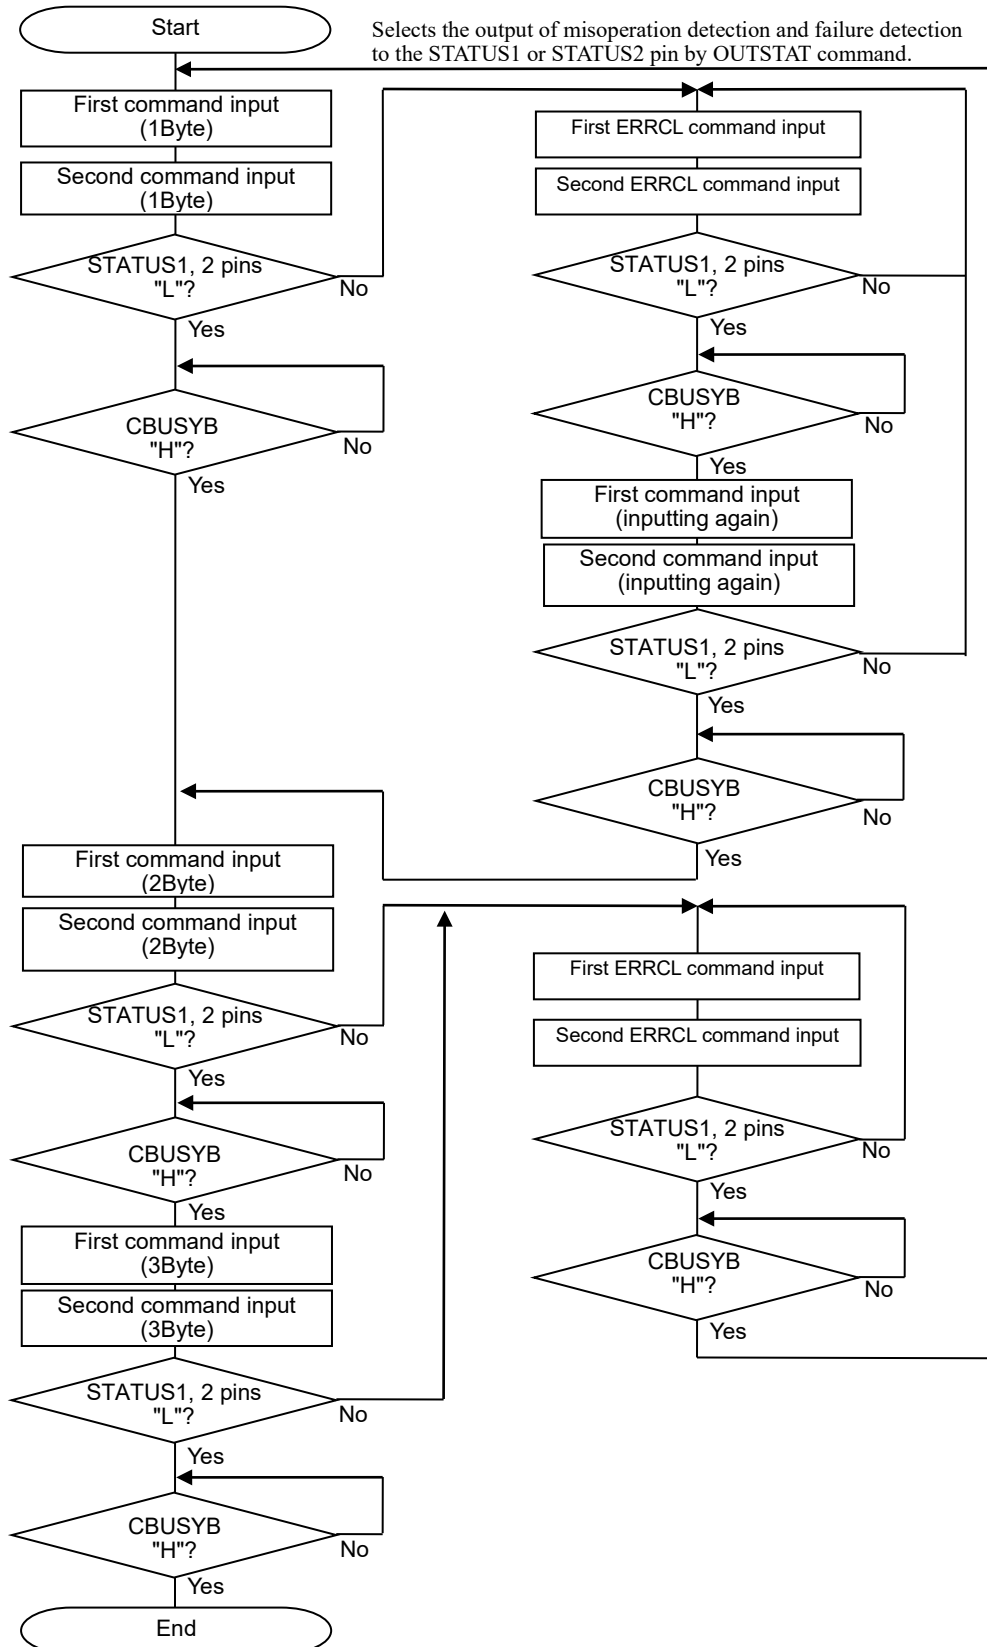 Start
Selects the output of misoperation detection and failure detection
to the STATUS1 or STATUS2 pin by OUTSTAT command.
First command input
(1Byte)
Second command input
(1Byte)
STATUS1, 2 pins
"L"?
No
Yes
CBUSYB
"H"?
No
Yes
First ERRCL command input
Second ERRCL command input
STATUS1, 2 pins
"L"?
No
Yes
CBUSYB
"H"?
No
Yes
First command input
(inputting again)
Second command input
(inputting again)
STATUS1, 2 pins
"L"?
No
Yes
CBUSYB
"H"?
No
Yes
First command input
(2Byte)
Second command input
(2Byte)
STATUS1, 2 pins
"L"?
No
Yes
CBUSYB
"H"?
No
Yes
First command input
(3Byte)
Second command input
(3Byte)
STATUS1, 2 pins
"L"?
No
Yes
CBUSYB
"H"?
No
Yes
End
First ERRCL command input
Second ERRCL command input
STATUS1, 2 pins
"L"?
No
Yes
CBUSYB
"H"?
No
Yes